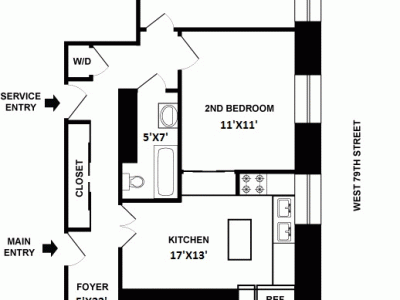 W/D
SERVICE
ENTRY
2ND BEDROOM
11'X11'
5'X7'
WEST 79TH STREET
CLOSET
MAIN
ENTRY
KITCHEN
17'X13'
FOYER
REF